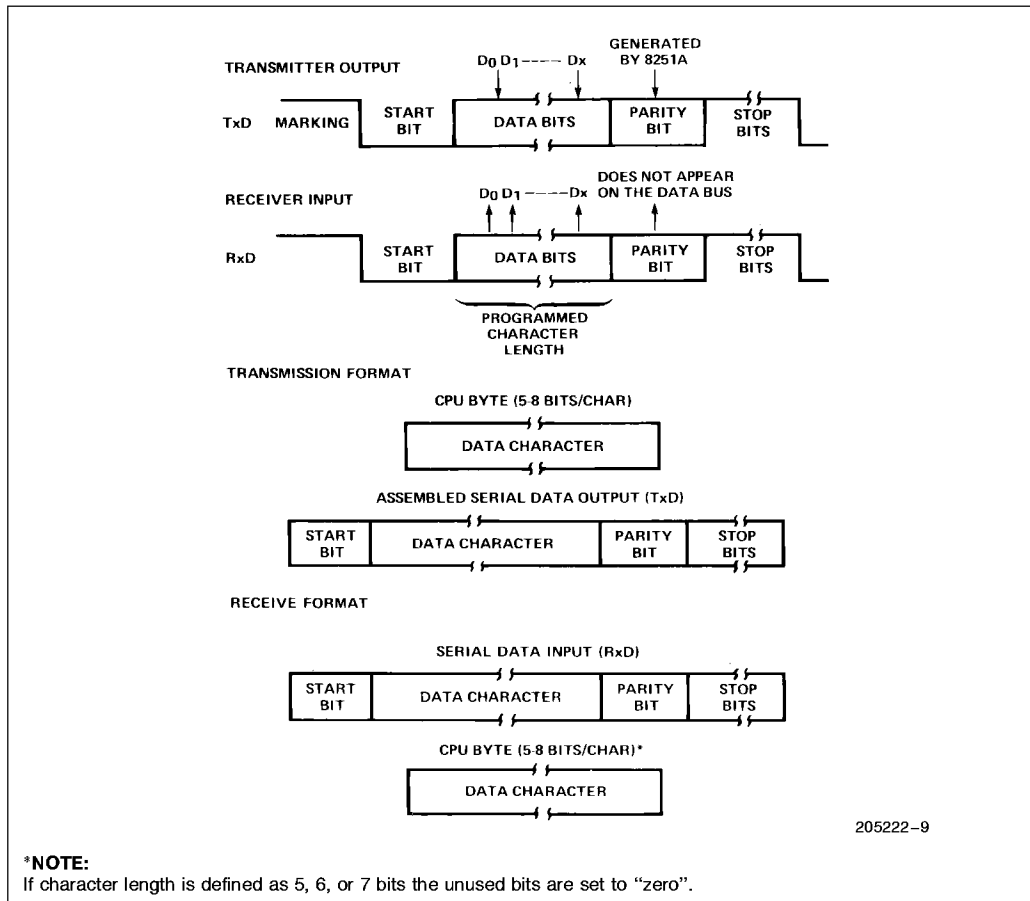 GENERATED
BY 8251A
TRANSMITTER OUTPUT
D0 D1 ----- Dx
TxD MARKING
START
BIT
DATA BITS
PARITY
BIT
STOP
BITS
DOES NOT APPEAR
ON THE DATA BUS
RECEIVER INPUT
D0 D1 -----Dx
RxD
START
BIT
DATA BITS
PARITY
BIT
STOP
BITS
PROGRAMMED
CHARACTER
LENGTH
TRANSMISSION FORMAT
CPU BYTE (5-8 BITS/CHAR)
DATA CHARACTER
ASSEMBLED SERIAL DATA OUTPUT (TxD)
START
BIT
DATA CHARACTER
PARITY
BIT
STOP
BITS
RECEIVE FORMAT
SERIAL DATA INPUT (RxD)
START
BIT
DATA CHARACTER
PARITY
BIT
STOP
BITS
CPU BYTE (5-8 BITS/CHAR)*
DATA CHARACTER
205222-9
*NOTE:
If character length is defined as 5, 6, or 7 bits the unused bits are set to “zero”.